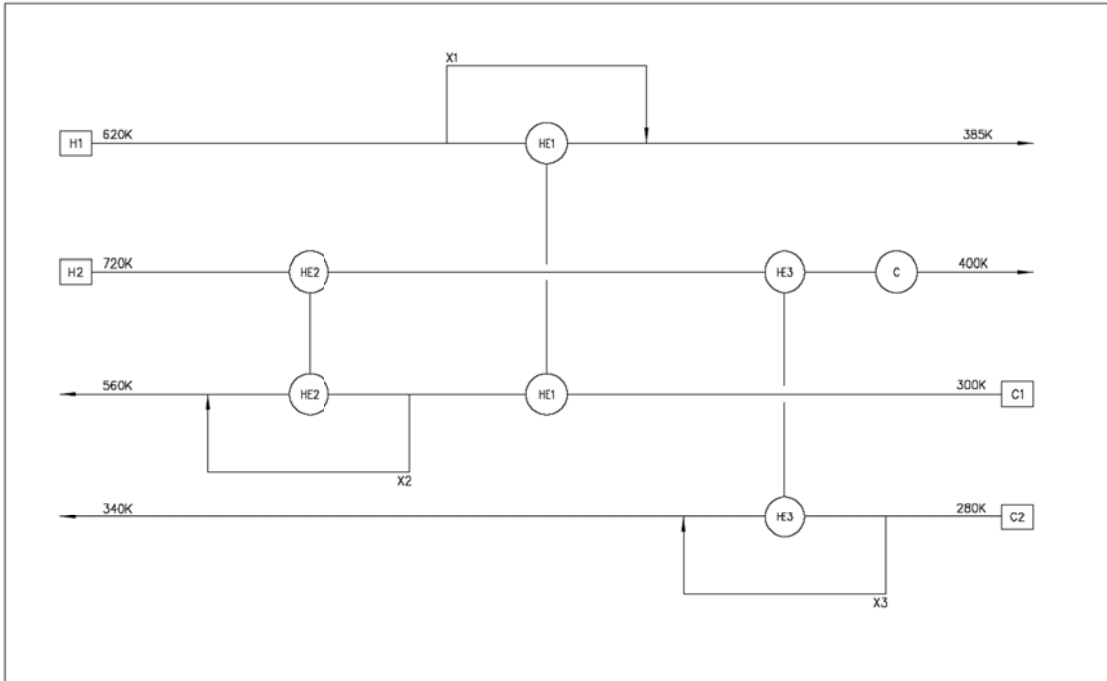 X1
H1 620K HE1 385K
H2 720K HE2 HE3 C 400K
560K HE2 HE1 300K C1
X2
340K HE3 280K C2
X3